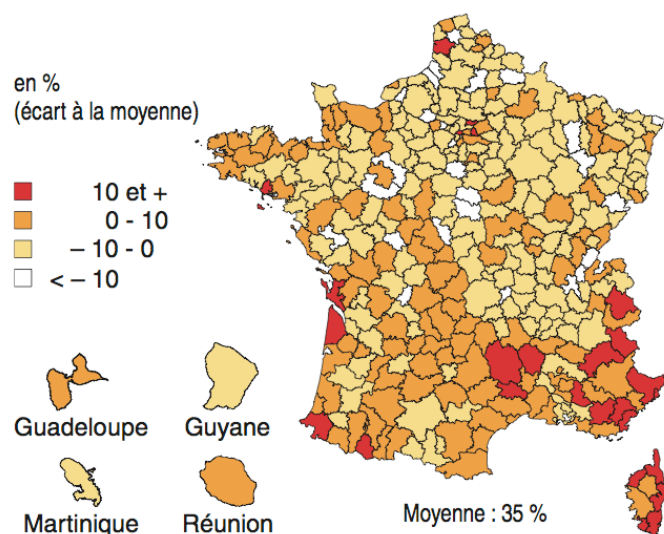 en %
(écart à la moyenne)
10 et +
0 - 10
– 10 - 0
< – 10
Guadeloupe
Guyane
Martinique
Réunion
Moyenne : 35 %